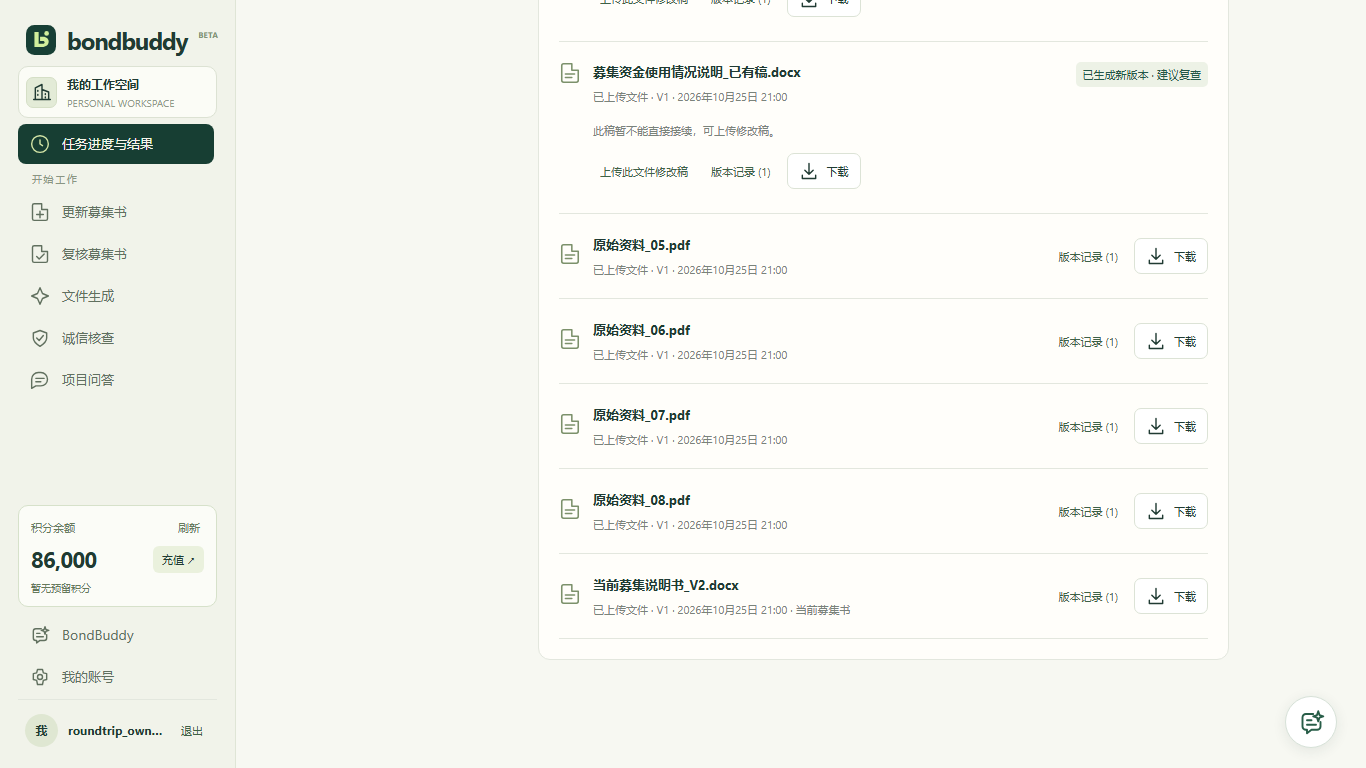 bondbuddy BETA
我的工作空间
PERSONAL WORKSPACE
任务进度与结果
开始工作
更新募集书
复核募集书
文件生成
诚信核查
项目问答
积分余额 刷新
86,000 充值 ↗
暂无预留积分
BondBuddy
我的账号
我 roundtrip_own... 退出
上传此文件修改稿 版本记录 (1) 下载
募集资金使用情况说明_已有稿.docx 已生成新版本 · 建议复查
已上传文件 · V1 · 2026年10月25日 21:00
此稿暂不能直接接续，可上传修改稿。
上传此文件修改稿 版本记录 (1) 下载
原始资料_05.pdf
已上传文件 · V1 · 2026年10月25日 21:00 版本记录 (1) 下载
原始资料_06.pdf
已上传文件 · V1 · 2026年10月25日 21:00 版本记录 (1) 下载
原始资料_07.pdf
已上传文件 · V1 · 2026年10月25日 21:00 版本记录 (1) 下载
原始资料_08.pdf
已上传文件 · V1 · 2026年10月25日 21:00 版本记录 (1) 下载
当前募集说明书_V2.docx
已上传文件 · V1 · 2026年10月25日 21:00 · 当前募集书 版本记录 (1) 下载